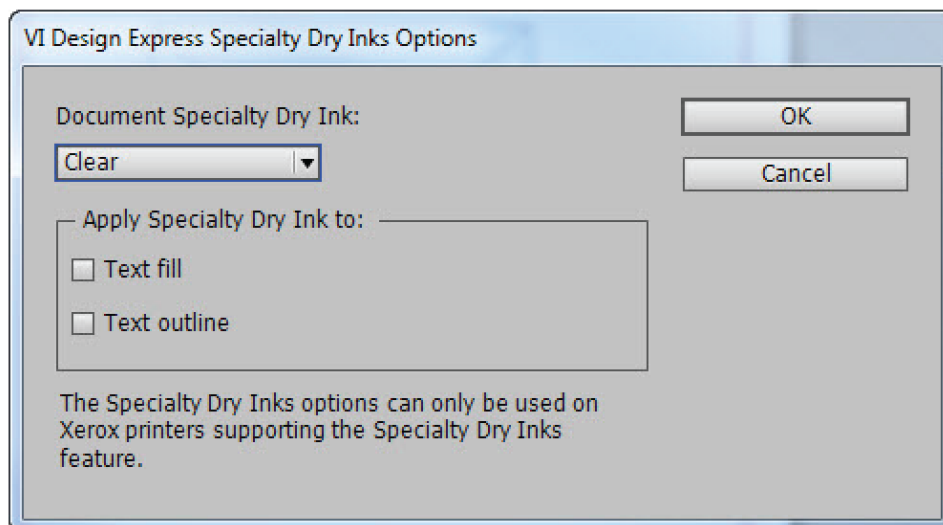 VI Design Express Specialty Dry Inks Options
Document Specialty Dry Ink:
OK
Clear
Cancel
Apply Specialty Dry Ink to:
Text fill
Text outline
The Specialty Dry Inks options can only be used on
Xerox printers supporting the Specialty Dry Inks
feature.